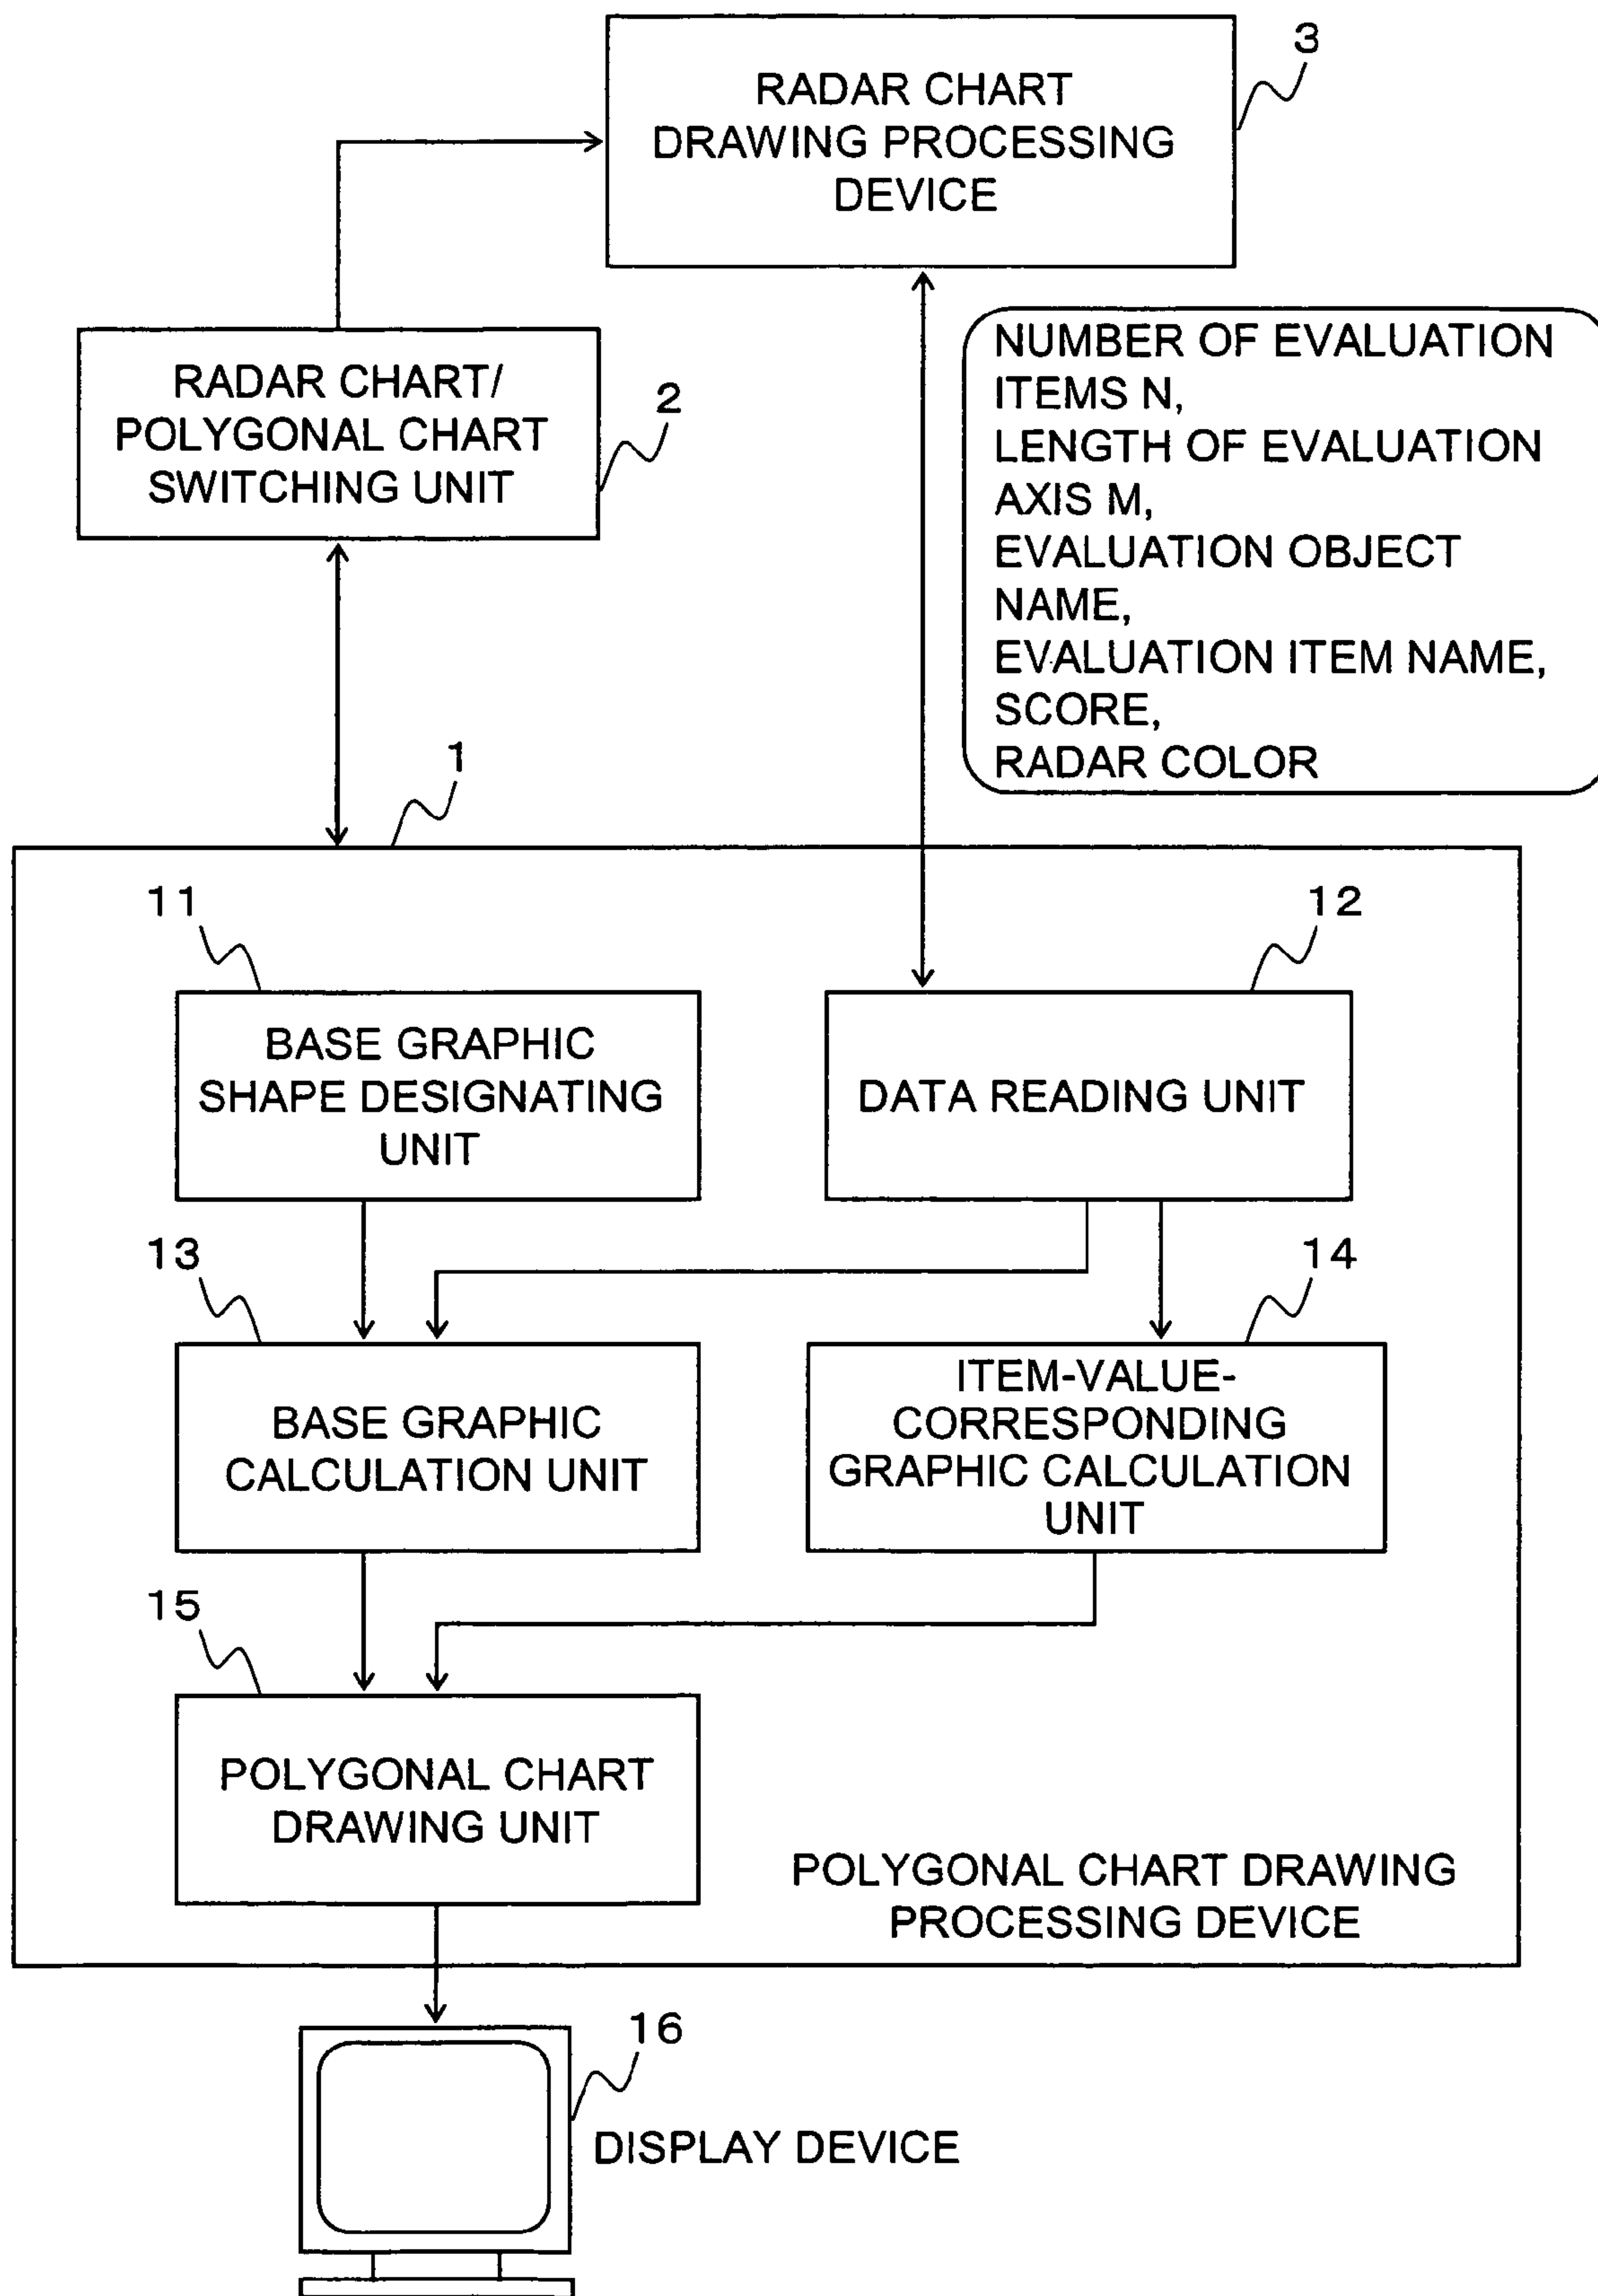 3
RADAR CHART
DRAWING PROCESSING
DEVICE
RADAR CHART/
POLYGONAL CHART
SWITCHING UNIT
2
NUMBER OF EVALUATION
ITEMS N,
LENGTH OF EVALUATION
AXIS M,
EVALUATION OBJECT
NAME,
EVALUATION ITEM NAME,
SCORE,
RADAR COLOR
1
11
BASE GRAPHIC
SHAPE DESIGNATING
UNIT
12
DATA READING UNIT
13
BASE GRAPHIC
CALCULATION UNIT
14
ITEM-VALUE-
CORRESPONDING
GRAPHIC CALCULATION
UNIT
15
POLYGONAL CHART
DRAWING UNIT
POLYGONAL CHART DRAWING
PROCESSING DEVICE
16
DISPLAY DEVICE